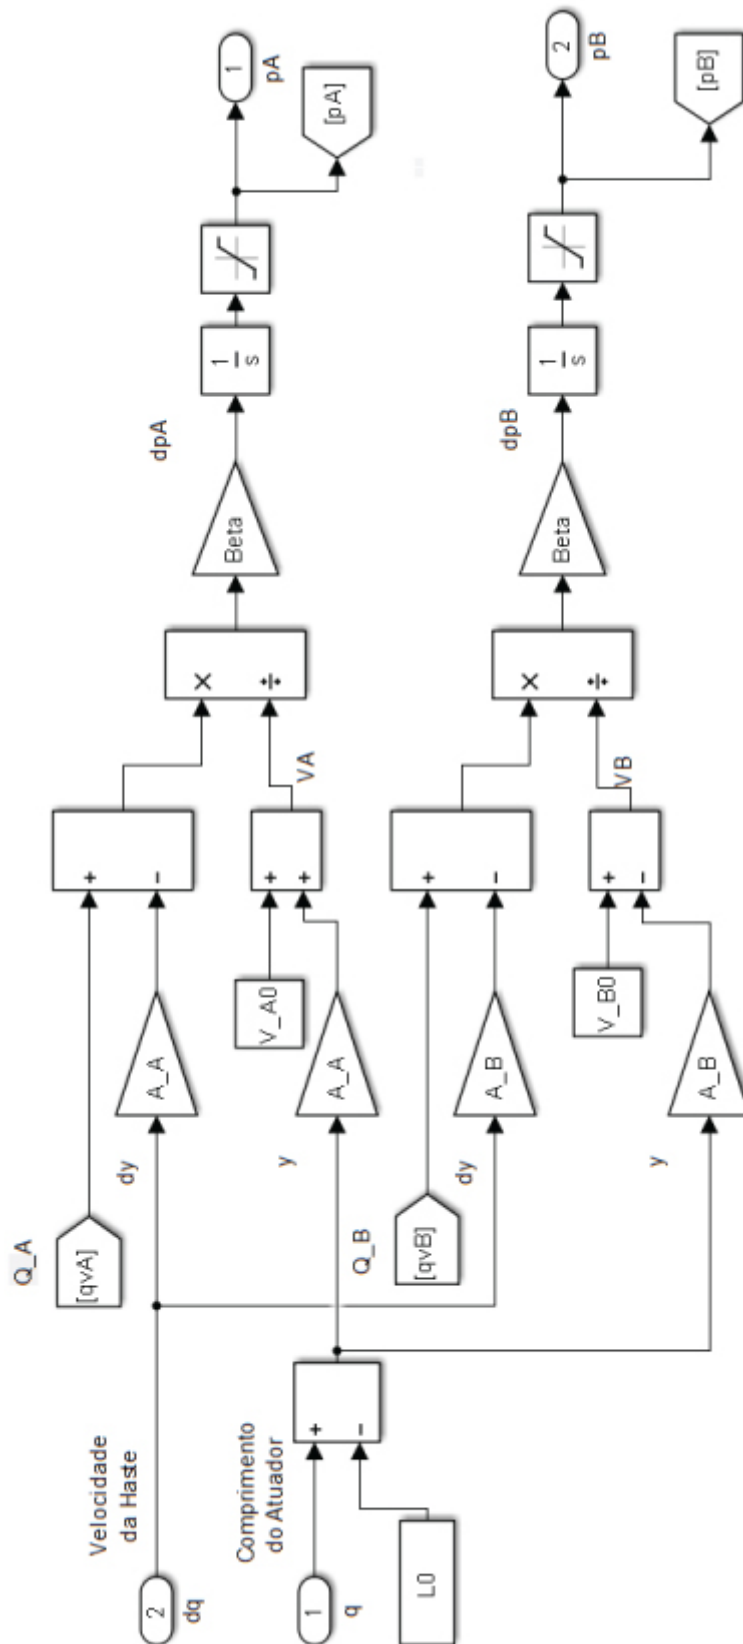 2
dq
Velocidade
da Haste
1
q
Comprimento
do Atuador
L0
+
−
Q_A
[qvA]
dy
A_A
+
−
y
A_A
V_A0
+
+
VA
×
÷
Beta
dpA
1
s
1
pA
[pA]
Q_B
[qvB]
dy
A_B
+
−
y
A_B
V_B0
+
−
VB
×
÷
Beta
dpB
1
s
2
pB
[pB]